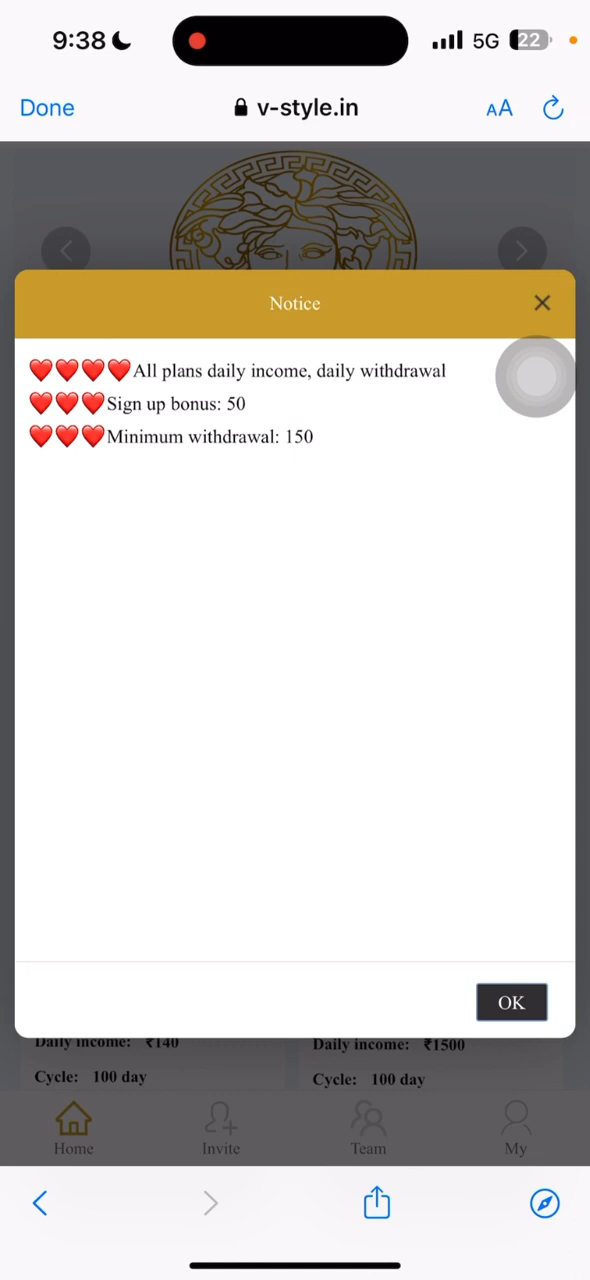 9:38
5G
22
Done
v-style.in
AA
Notice
❤️❤️❤️❤️All plans daily income, daily withdrawal
❤️❤️❤️Sign up bonus: 50
❤️❤️❤️Minimum withdrawal: 150
OK
Daily income: ₹140
Daily income: ₹1500
Cycle: 100 day
Cycle: 100 day
Home
Invite
Team
My